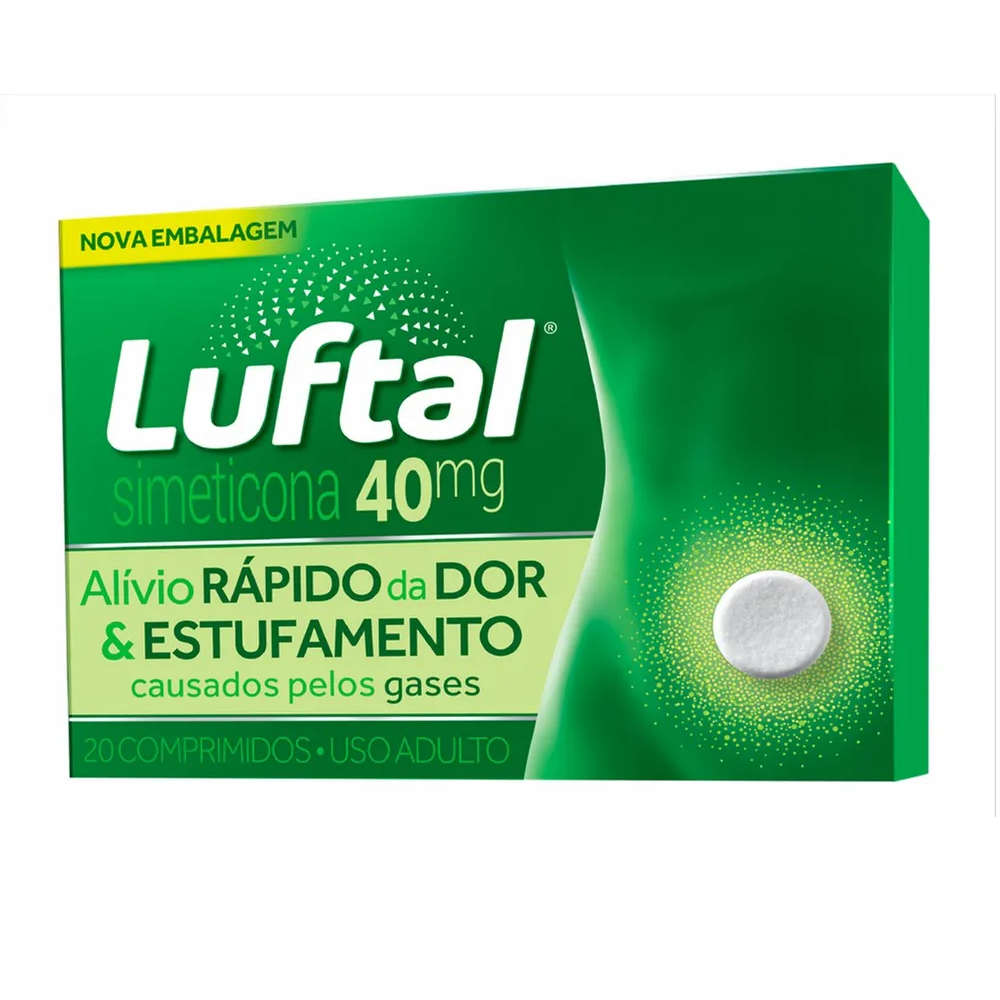 NOVA EMBALAGEM
Luftal®
simeticona 40mg
Alívio RÁPIDO da DOR
& ESTUFAMENTO
causados pelos gases
20 COMPRIMIDOS • USO ADULTO